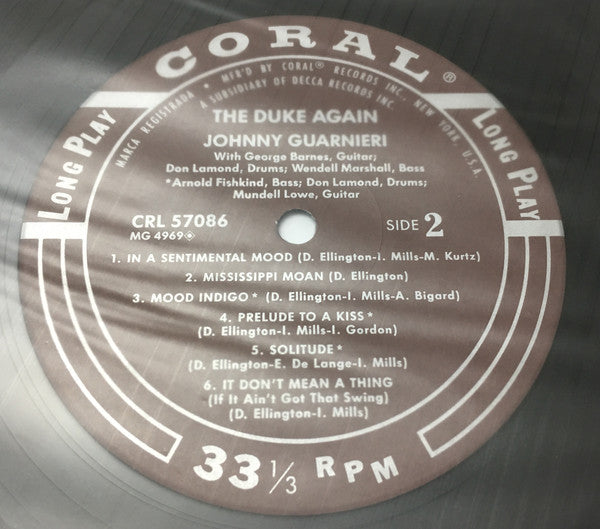 CORAL®
MARCA REGISTRADA • MFR'D BY CORAL® RECORDS INC., NEW YORK, U.S.A.
A SUBSIDIARY OF DECCA RECORDS INC.
LONG PLAY
LONG PLAY
THE DUKE AGAIN
JOHNNY GUARNIERI
With George Barnes, Guitar;
Don Lamond, Drums; Wendell Marshall, Bass
*Arnold Fishkind, Bass; Don Lamond, Drums;
Mundell Lowe, Guitar
CRL 57086
MG 4969
SIDE 2
1. IN A SENTIMENTAL MOOD (D. Ellington-I. Mills-M. Kurtz)
2. MISSISSIPPI MOAN (D. Ellington)
3. MOOD INDIGO * (D. Ellington-I. Mills-A. Bigard)
4. PRELUDE TO A KISS *
(D. Ellington-I. Mills-I. Gordon)
5. SOLITUDE *
(D. Ellington-E. De Lange-I. Mills)
6. IT DON'T MEAN A THING
(If It Ain't Got That Swing)
(D. Ellington-I. Mills)
33 1/3 RPM